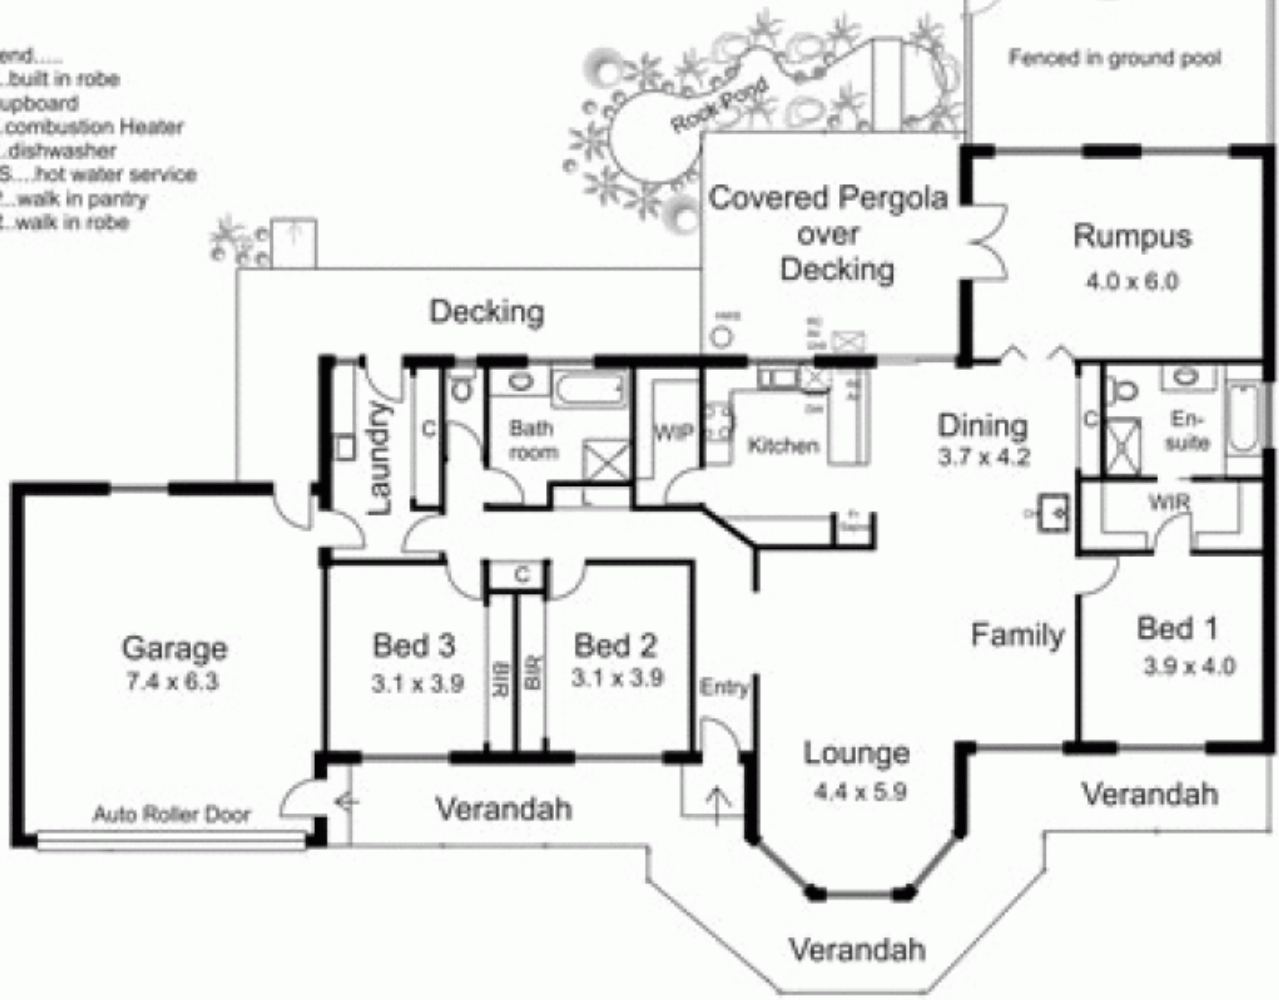 end.....
..built in robe
upboard
.combustion Heater
..dishwasher
S....hot water service
..walk in pantry
..walk in robe
Fenced in ground pool
Rock Pond
Covered Pergola
over
Decking
Rumpus
4.0 x 6.0
Decking
HWS
Laundry
C
Bath
room
WIP
Kitchen
DW
Dining
3.7 x 4.2
C
En-
suite
WIR
Garage
7.4 x 6.3
Auto Roller Door
Bed 3
3.1 x 3.9
C
BIR
BIR
Bed 2
3.1 x 3.9
Entry
Family
Bed 1
3.9 x 4.0
Lounge
4.4 x 5.9
Verandah
Verandah
Verandah